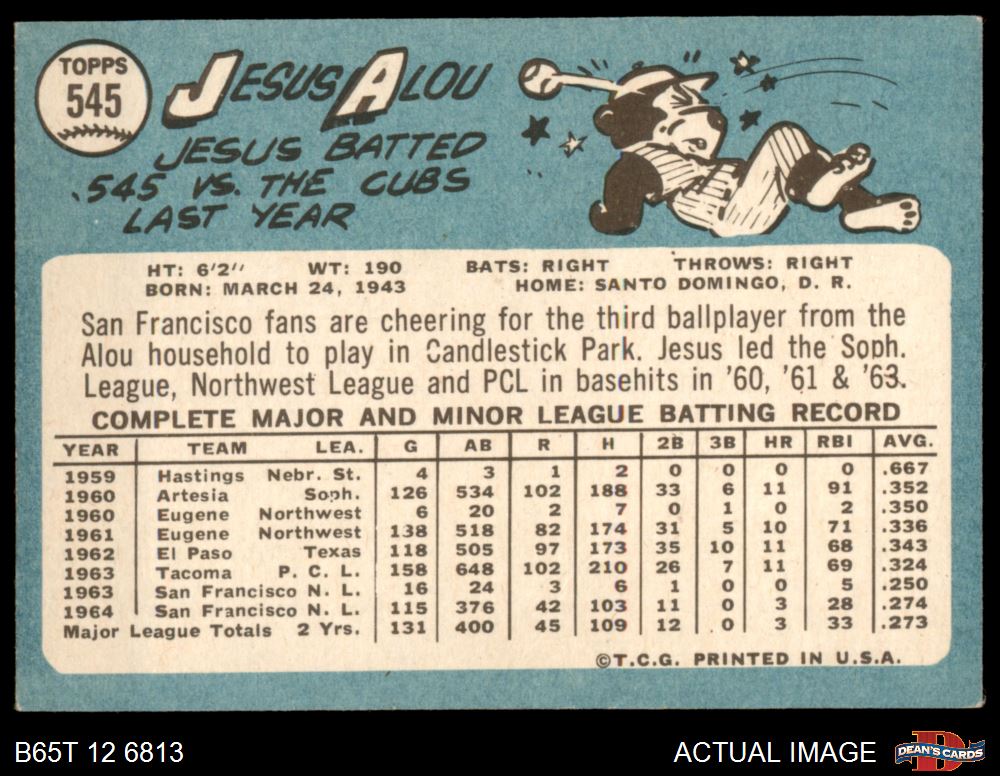 TOPPS
545
JESUS ALOU
JESUS BATTED
.545 VS. THE CUBS
LAST YEAR
HT: 6'2" WT: 190 BATS: RIGHT THROWS: RIGHT
BORN: MARCH 24, 1943 HOME: SANTO DOMINGO, D. R.
San Francisco fans are cheering for the third ballplayer from the
Alou household to play in Candlestick Park. Jesus led the Soph.
League, Northwest League and PCL in basehits in '60, '61 & '63.
COMPLETE MAJOR AND MINOR LEAGUE BATTING RECORD
YEAR TEAM LEA. G AB R H 2B 3B HR RBI AVG.
1959 Hastings Nebr. St. 4 3 1 2 0 0 0 0 .667
1960 Artesia Soph. 126 534 102 188 33 6 11 91 .352
1960 Eugene Northwest 6 20 2 7 0 1 0 2 .350
1961 Eugene Northwest 138 518 82 174 31 5 10 71 .336
1962 El Paso Texas 118 505 97 173 35 10 11 68 .343
1963 Tacoma P. C. L. 158 648 102 210 26 7 11 69 .324
1963 San Francisco N. L. 16 24 3 6 1 0 0 5 .250
1964 San Francisco N. L. 115 376 42 103 11 0 3 28 .274
Major League Totals 2 Yrs. 131 400 45 109 12 0 3 33 .273
©T.C.G. PRINTED IN U.S.A.
B65T 12 6813 ACTUAL IMAGE DEAN'S CARDS